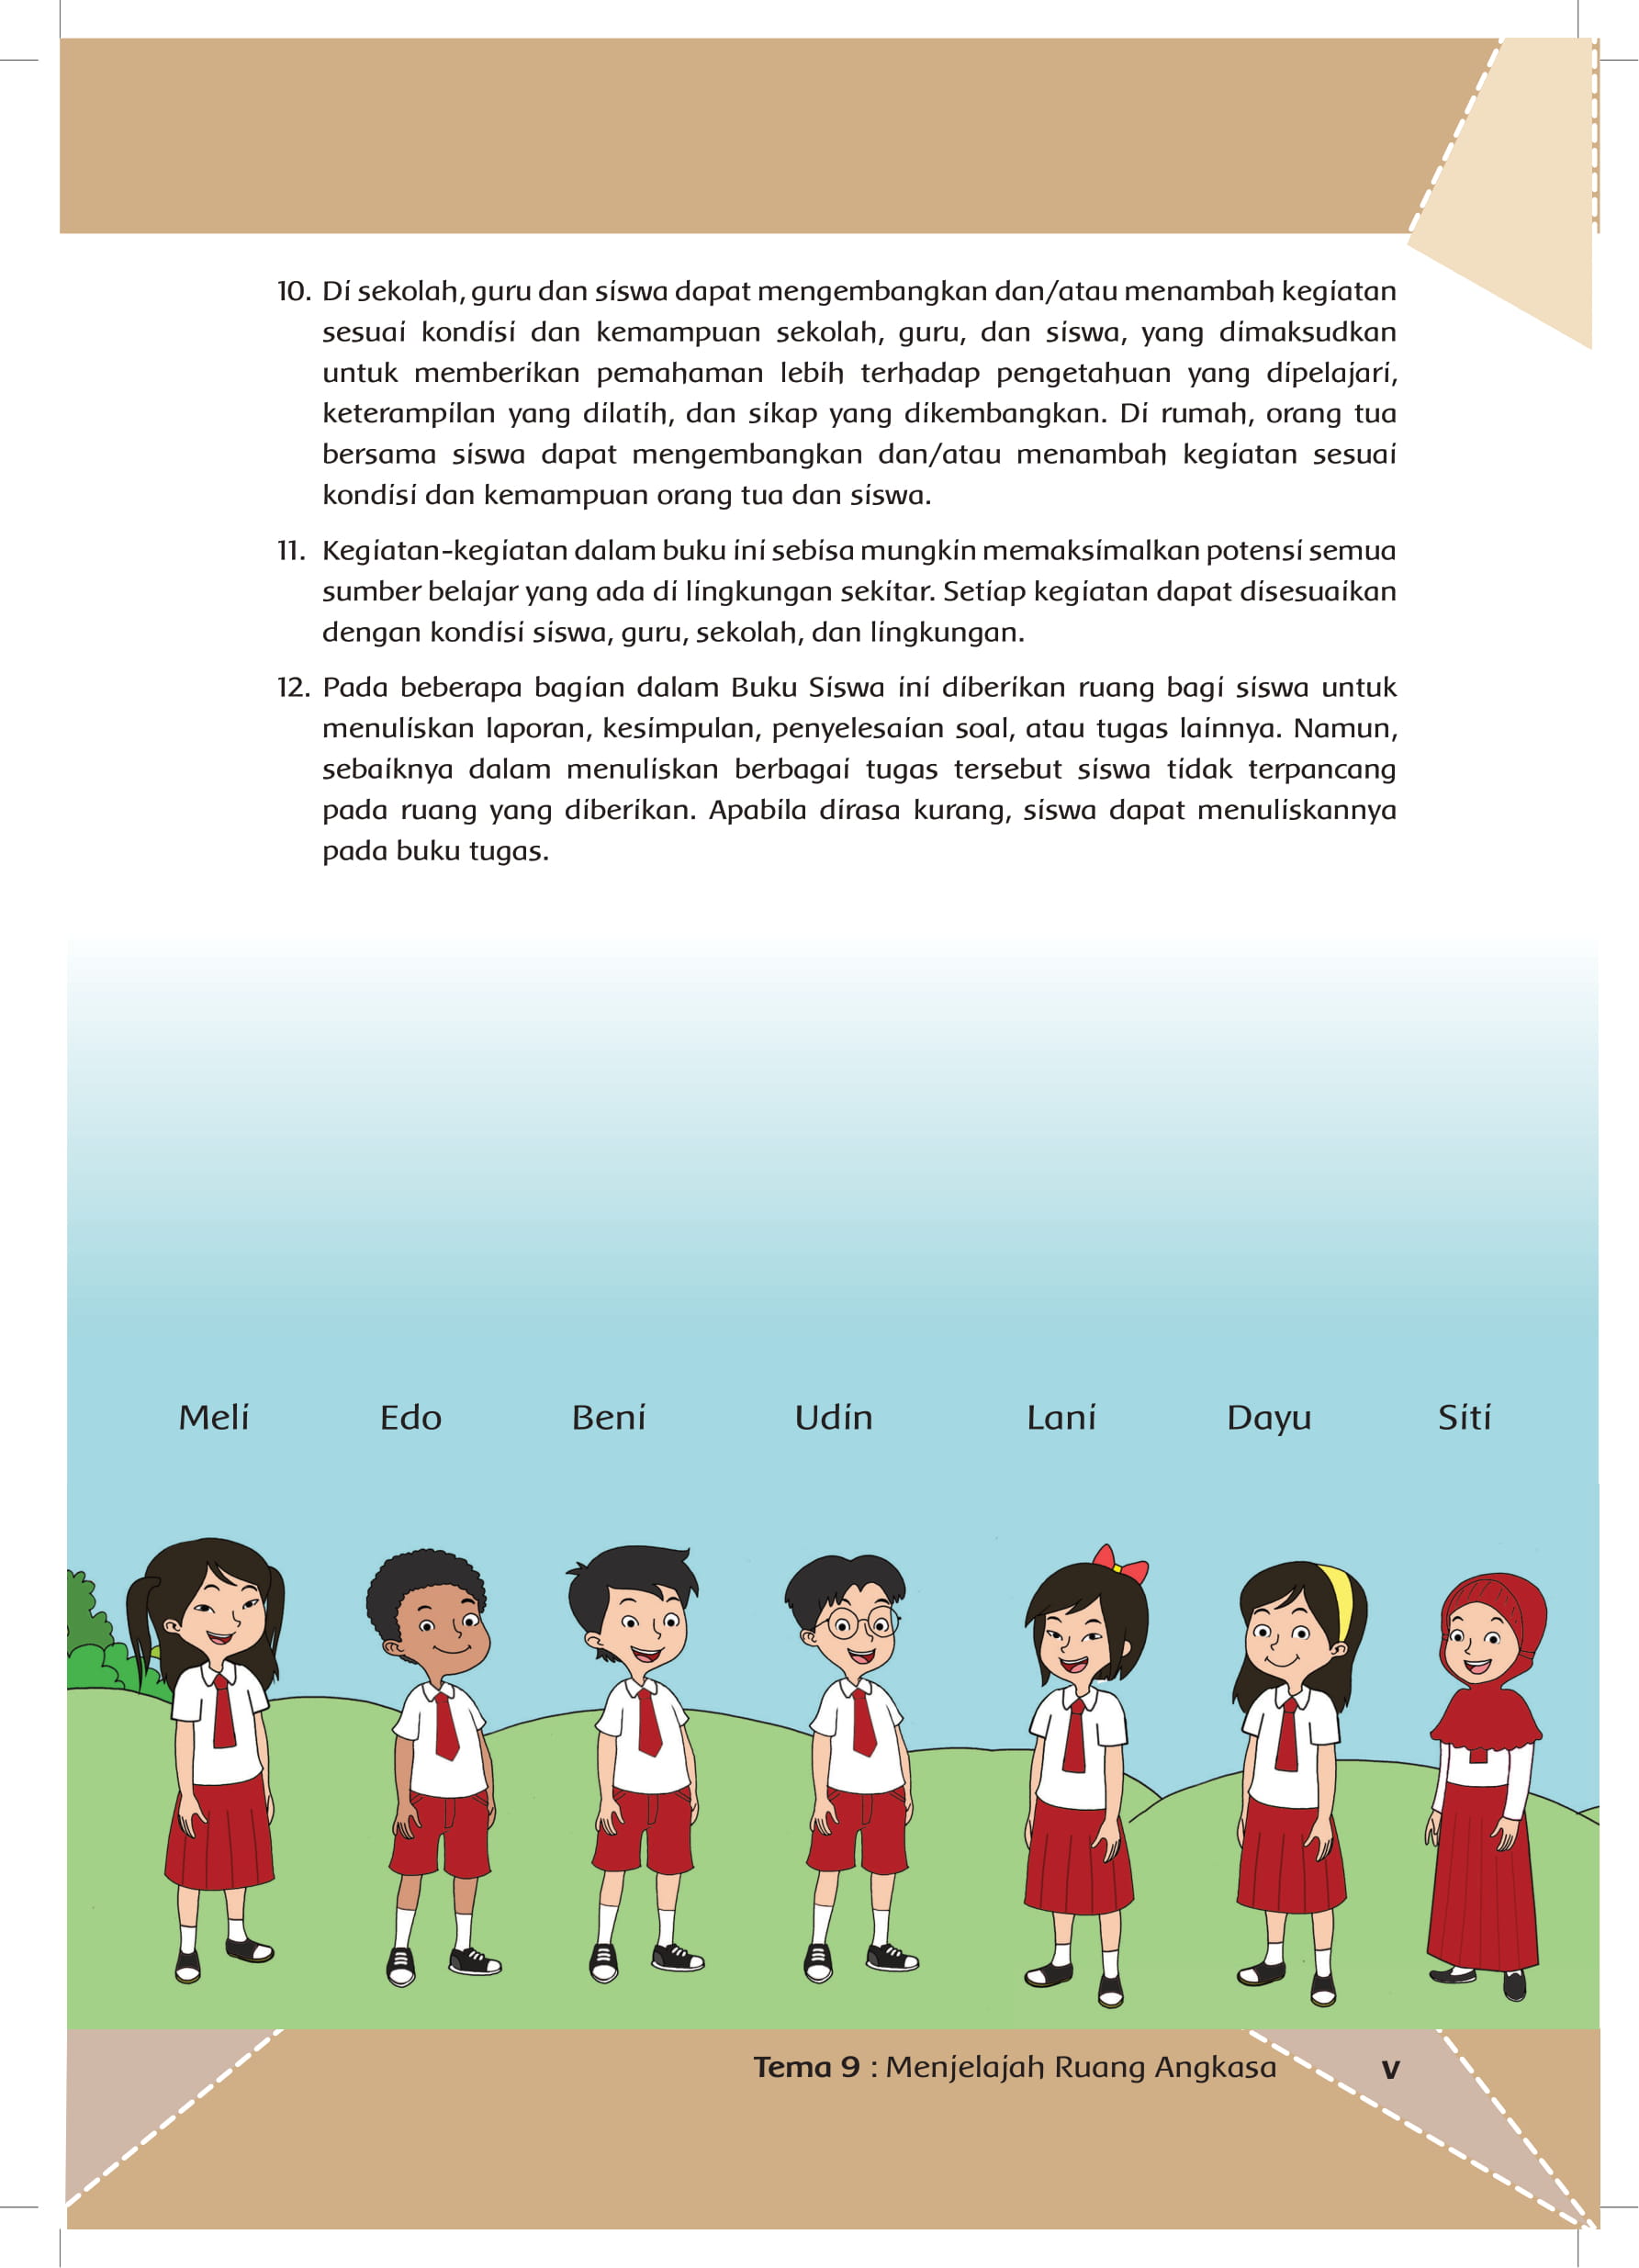 10. Di sekolah, guru dan siswa dapat mengembangkan dan/atau menambah kegiatan
sesuai kondisi dan kemampuan sekolah, guru, dan siswa, yang dimaksudkan
untuk memberikan pemahaman lebih terhadap pengetahuan yang dipelajari,
keterampilan yang dilatih, dan sikap yang dikembangkan. Di rumah, orang tua
bersama siswa dapat mengembangkan dan/atau menambah kegiatan sesuai
kondisi dan kemampuan orang tua dan siswa.
11. Kegiatan-kegiatan dalam buku ini sebisa mungkin memaksimalkan potensi semua
sumber belajar yang ada di lingkungan sekitar. Setiap kegiatan dapat disesuaikan
dengan kondisi siswa, guru, sekolah, dan lingkungan.
12. Pada beberapa bagian dalam Buku Siswa ini diberikan ruang bagi siswa untuk
menuliskan laporan, kesimpulan, penyelesaian soal, atau tugas lainnya. Namun,
sebaiknya dalam menuliskan berbagai tugas tersebut siswa tidak terpancang
pada ruang yang diberikan. Apabila dirasa kurang, siswa dapat menuliskannya
pada buku tugas.
Meli Edo Beni Udin Lani Dayu Siti
Tema 9 : Menjelajah Ruang Angkasa v